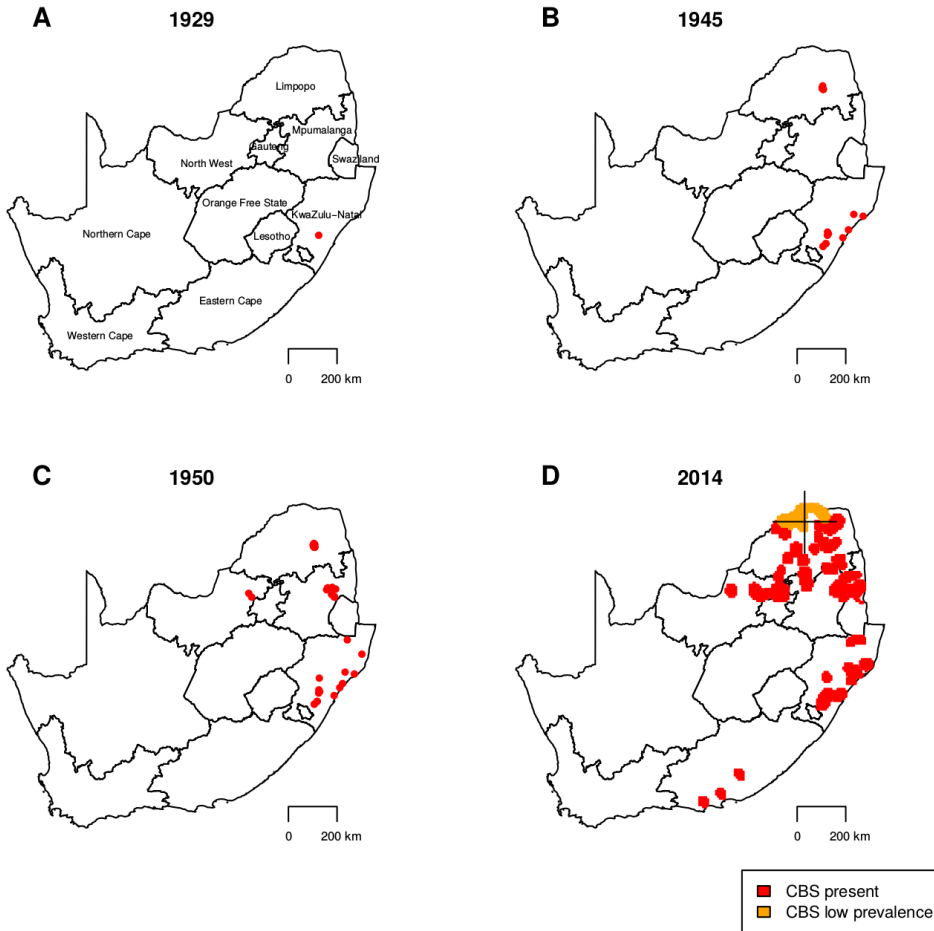 A 1929
Limpopo
Mpumalanga
Gauteng
North West
Swaziland
Orange Free State
KwaZulu−Natal
Northern Cape
Lesotho
Eastern Cape
Western Cape
0 200 km
B 1945
0 200 km
C 1950
0 200 km
D 2014
0 200 km
CBS present
CBS low prevalence